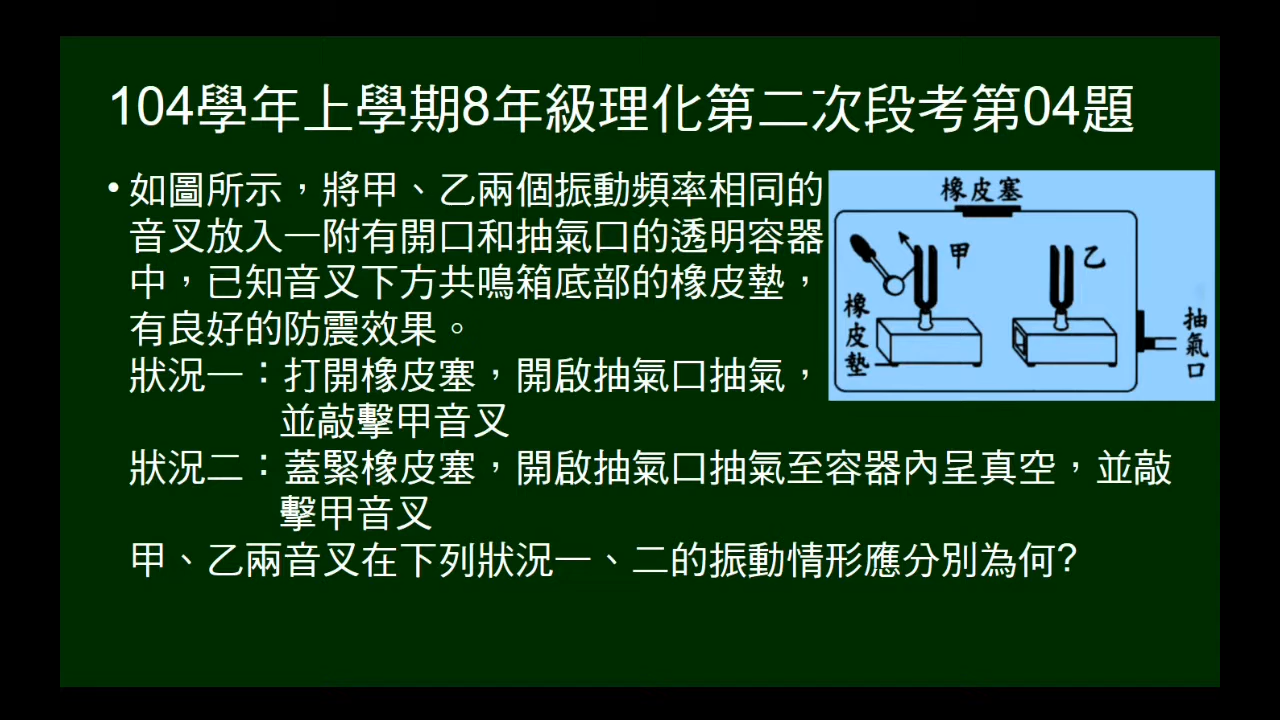 104學年上學期8年級理化第二次段考第04題
• 如圖所示，將甲、乙兩個振動頻率相同的
音叉放入一附有開口和抽氣口的透明容器
中，已知音叉下方共鳴箱底部的橡皮墊，
有良好的防震效果。
狀況一：打開橡皮塞，開啟抽氣口抽氣，
並敲擊甲音叉
狀況二：蓋緊橡皮塞，開啟抽氣口抽氣至容器內呈真空，並敲
擊甲音叉
甲、乙兩音叉在下列狀況一、二的振動情形應分別為何?
橡皮塞
甲
乙
橡皮墊
抽氣口